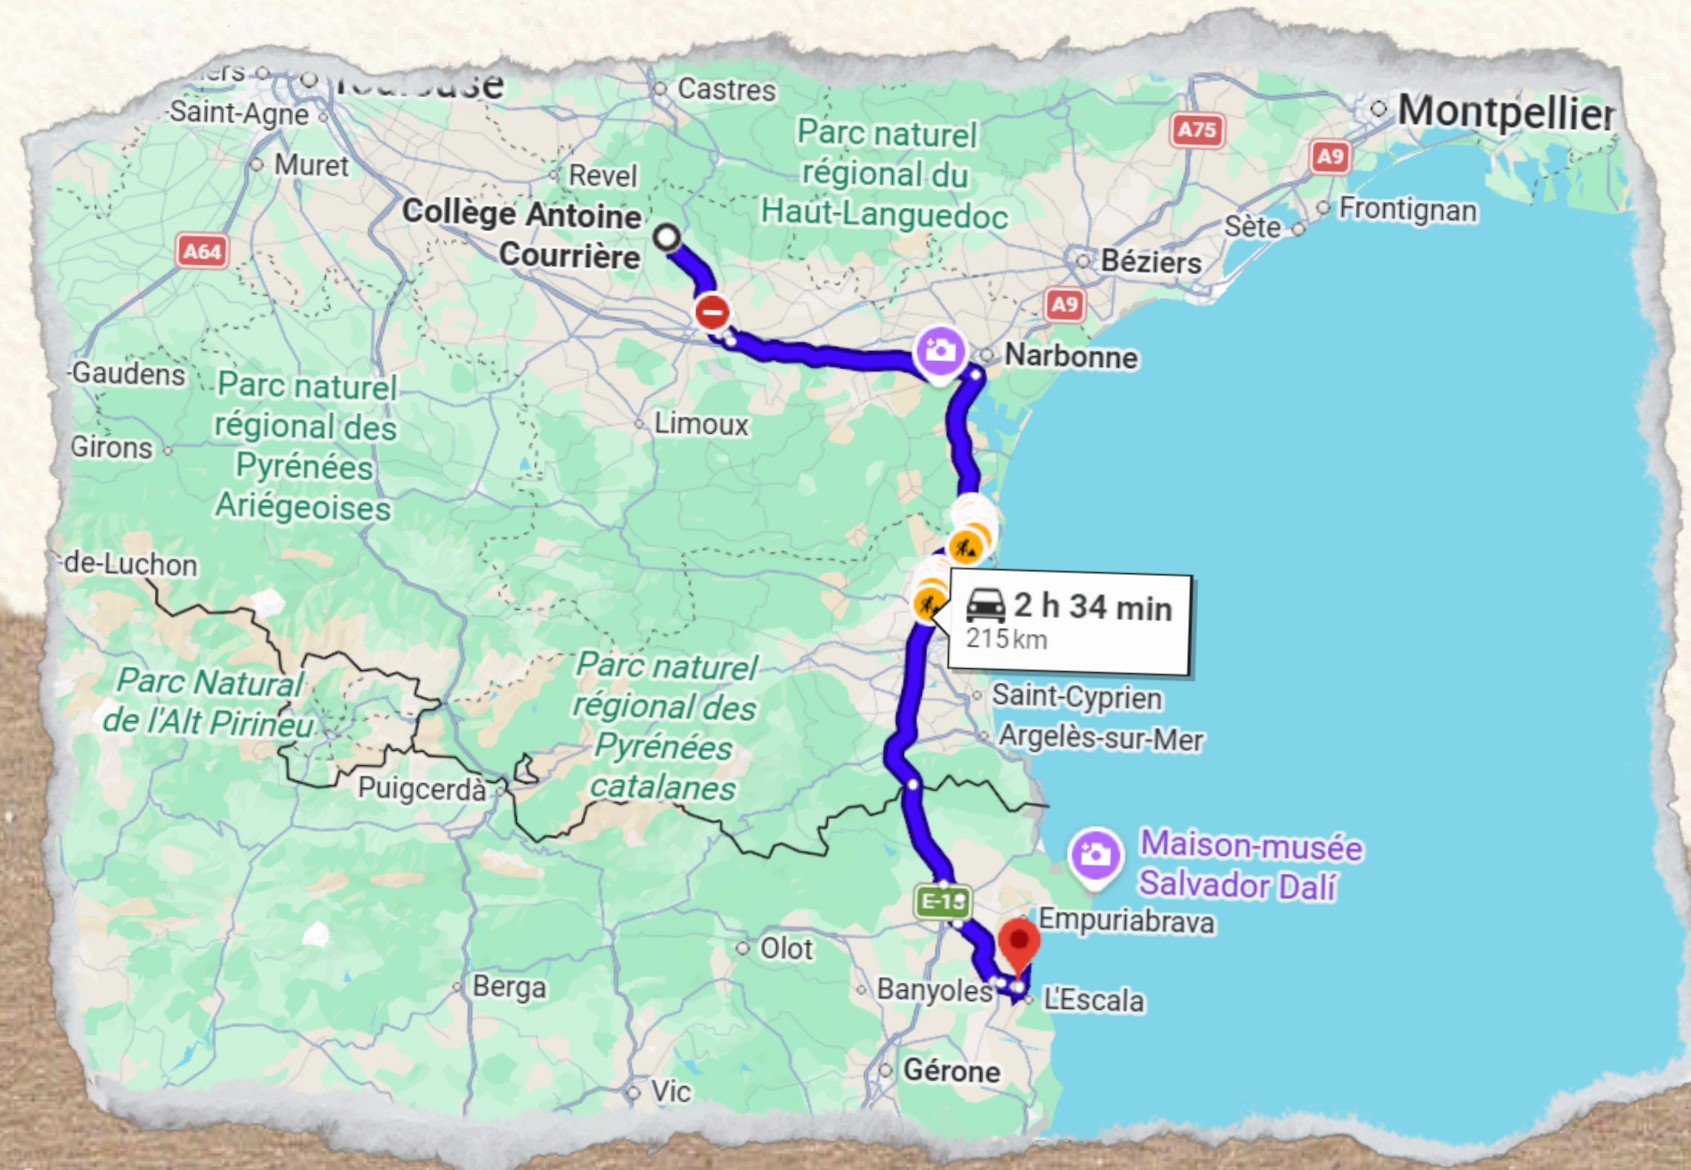 Toulouse
Castres
-Saint-Agne
Muret
Revel
A64
Collège Antoine
Courrière
Parc naturel
régional du
Haut-Languedoc
A75
A9
Montpellier
Frontignan
Sète
Béziers
A9
Narbonne
-Gaudens
Girons
Parc naturel
régional des
Pyrénées
Ariégeoises
Limoux
-de-Luchon
2 h 34 min
215 km
Parc Natural
de l'Alt Pirineu
Parc naturel
régional des
Pyrénées
catalanes
Saint-Cyprien
Argelès-sur-Mer
Puigcerdà
Maison-musée
Salvador Dalí
E-15
Empuriabrava
Olot
Berga
Banyoles
L'Escala
Gérone
Vic